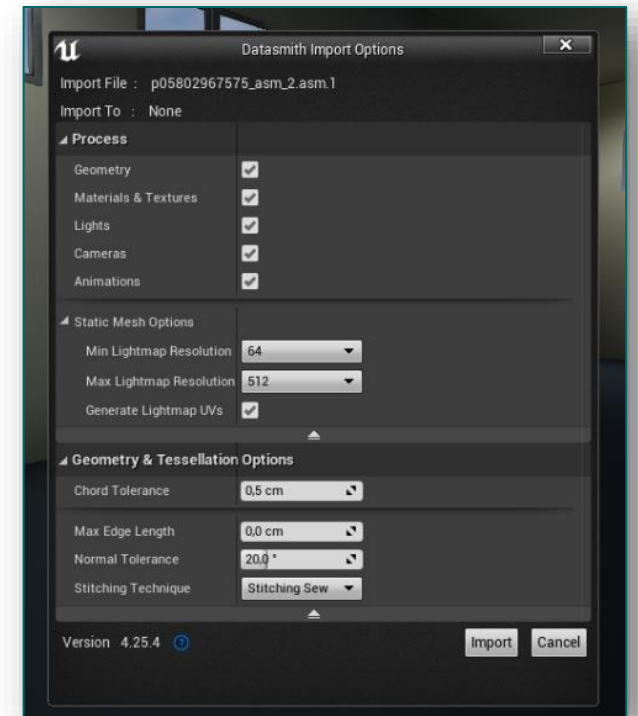 Datasmith Import Options
Import File : p05802967575_asm_2.asm.1
Import To : None
Process
Geometry
Materials & Textures
Lights
Cameras
Animations
Static Mesh Options
Min Lightmap Resolution 64
Max Lightmap Resolution 512
Generate Lightmap UVs
Geometry & Tessellation Options
Chord Tolerance 0,5 cm
Max Edge Length 0,0 cm
Normal Tolerance 20,0 °
Stitching Technique Stitching Sew
Version 4.25.4 ? Import Cancel